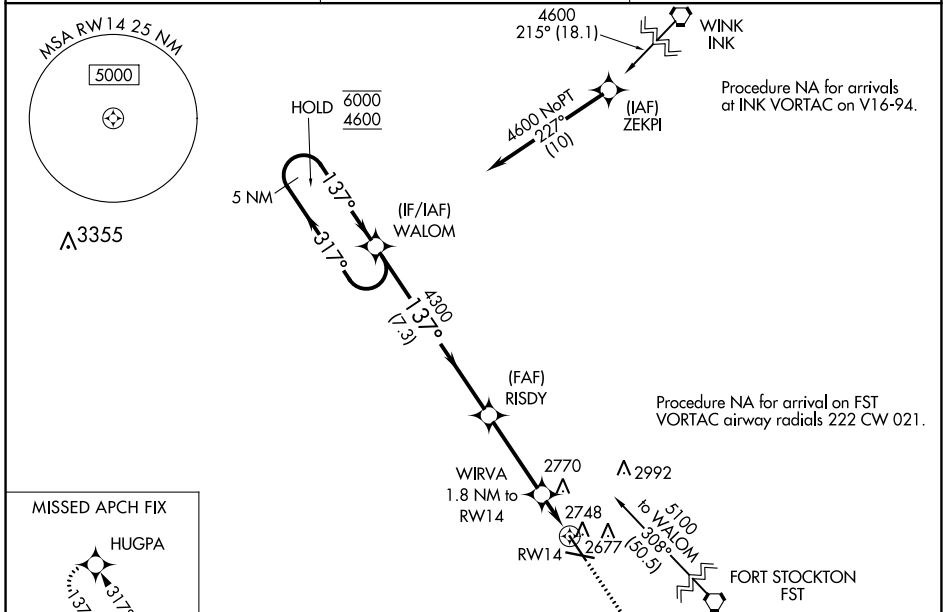 MSA RW14 25 NM
5000
3355
4600
215° (18.1)
WINK
INK
Procedure NA for arrivals
at INK VORTAC on V16-94.
(IAF)
ZEKPI
4600 NoPT
227°
(10)
HOLD
6000
4600
5 NM
137°
317°
(IF/IAF)
WALOM
4300
137°
(7.3)
(FAF)
RISDY
Procedure NA for arrival on FST
VORTAC airway radials 222 CW 021.
WIRVA
1.8 NM to
RW14
2770
2992
2748
2677
RW14
5100
to WALOM
308°
(50.5)
FORT STOCKTON
FST
MISSED APCH FIX
HUGPA
317°
137